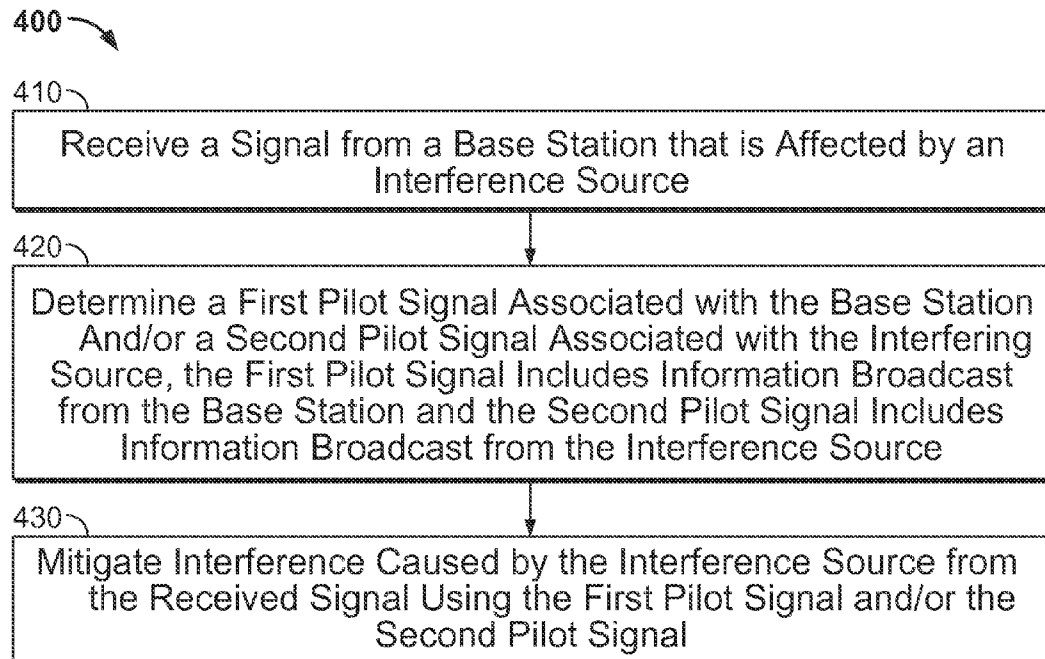 400
410
Receive a Signal from a Base Station that is Affected by an
Interference Source
420
Determine a First Pilot Signal Associated with the Base Station
And/or a Second Pilot Signal Associated with the Interfering
Source, the First Pilot Signal Includes Information Broadcast
from the Base Station and the Second Pilot Signal Includes
Information Broadcast from the Interference Source
430
Mitigate Interference Caused by the Interference Source from
the Received Signal Using the First Pilot Signal and/or the
Second Pilot Signal